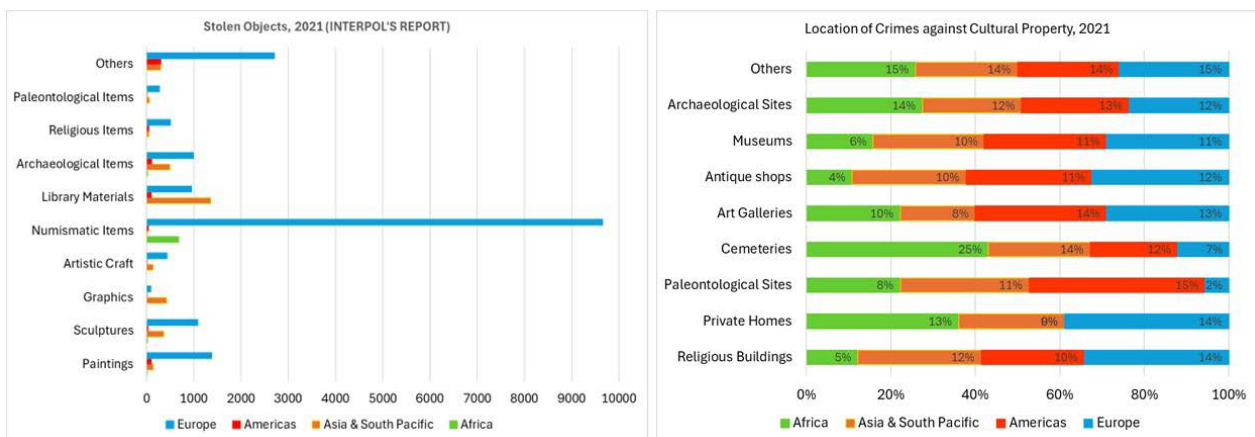 Stolen Objects, 2021 (INTERPOL'S REPORT)
Others
Paleontological Items
Religious Items
Archaeological Items
Library Materials
Numismatic Items
Artistic Craft
Graphics
Sculptures
Paintings
0 1000 2000 3000 4000 5000 6000 7000 8000 9000 10000
Europe Americas Asia & South Pacific Africa
Location of Crimes against Cultural Property, 2021
Others 15% 14% 14% 15%
Archaeological Sites 14% 12% 13% 12%
Museums 6% 10% 11% 11%
Antique shops 4% 10% 11% 12%
Art Galleries 10% 8% 14% 13%
Cemeteries 25% 14% 12% 7%
Paleontological Sites 8% 11% 15% 2%
Private Homes 13% 9% 14%
Religious Buildings 5% 12% 10% 14%
0% 20% 40% 60% 80% 100%
Africa Asia & South Pacific Americas Europe